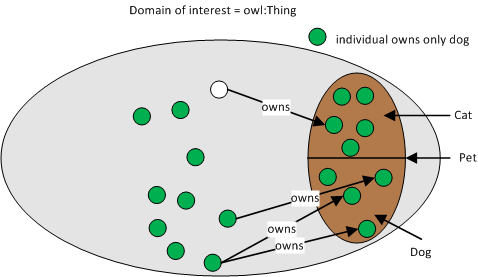 Domain of interest = owl:Thing
individual owns only dog
owns
Cat
Pet
owns
owns
owns
Dog